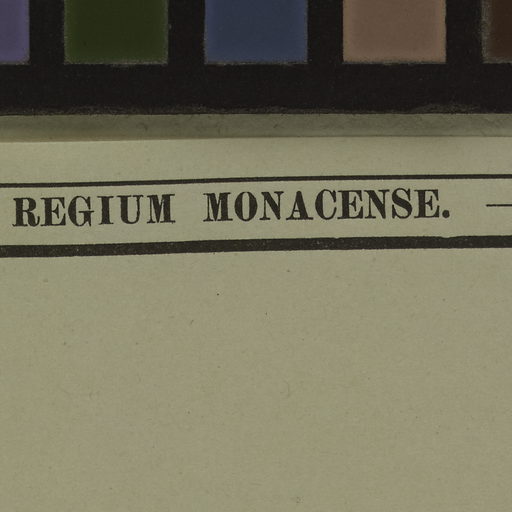 REGIUM MONACENSE. —